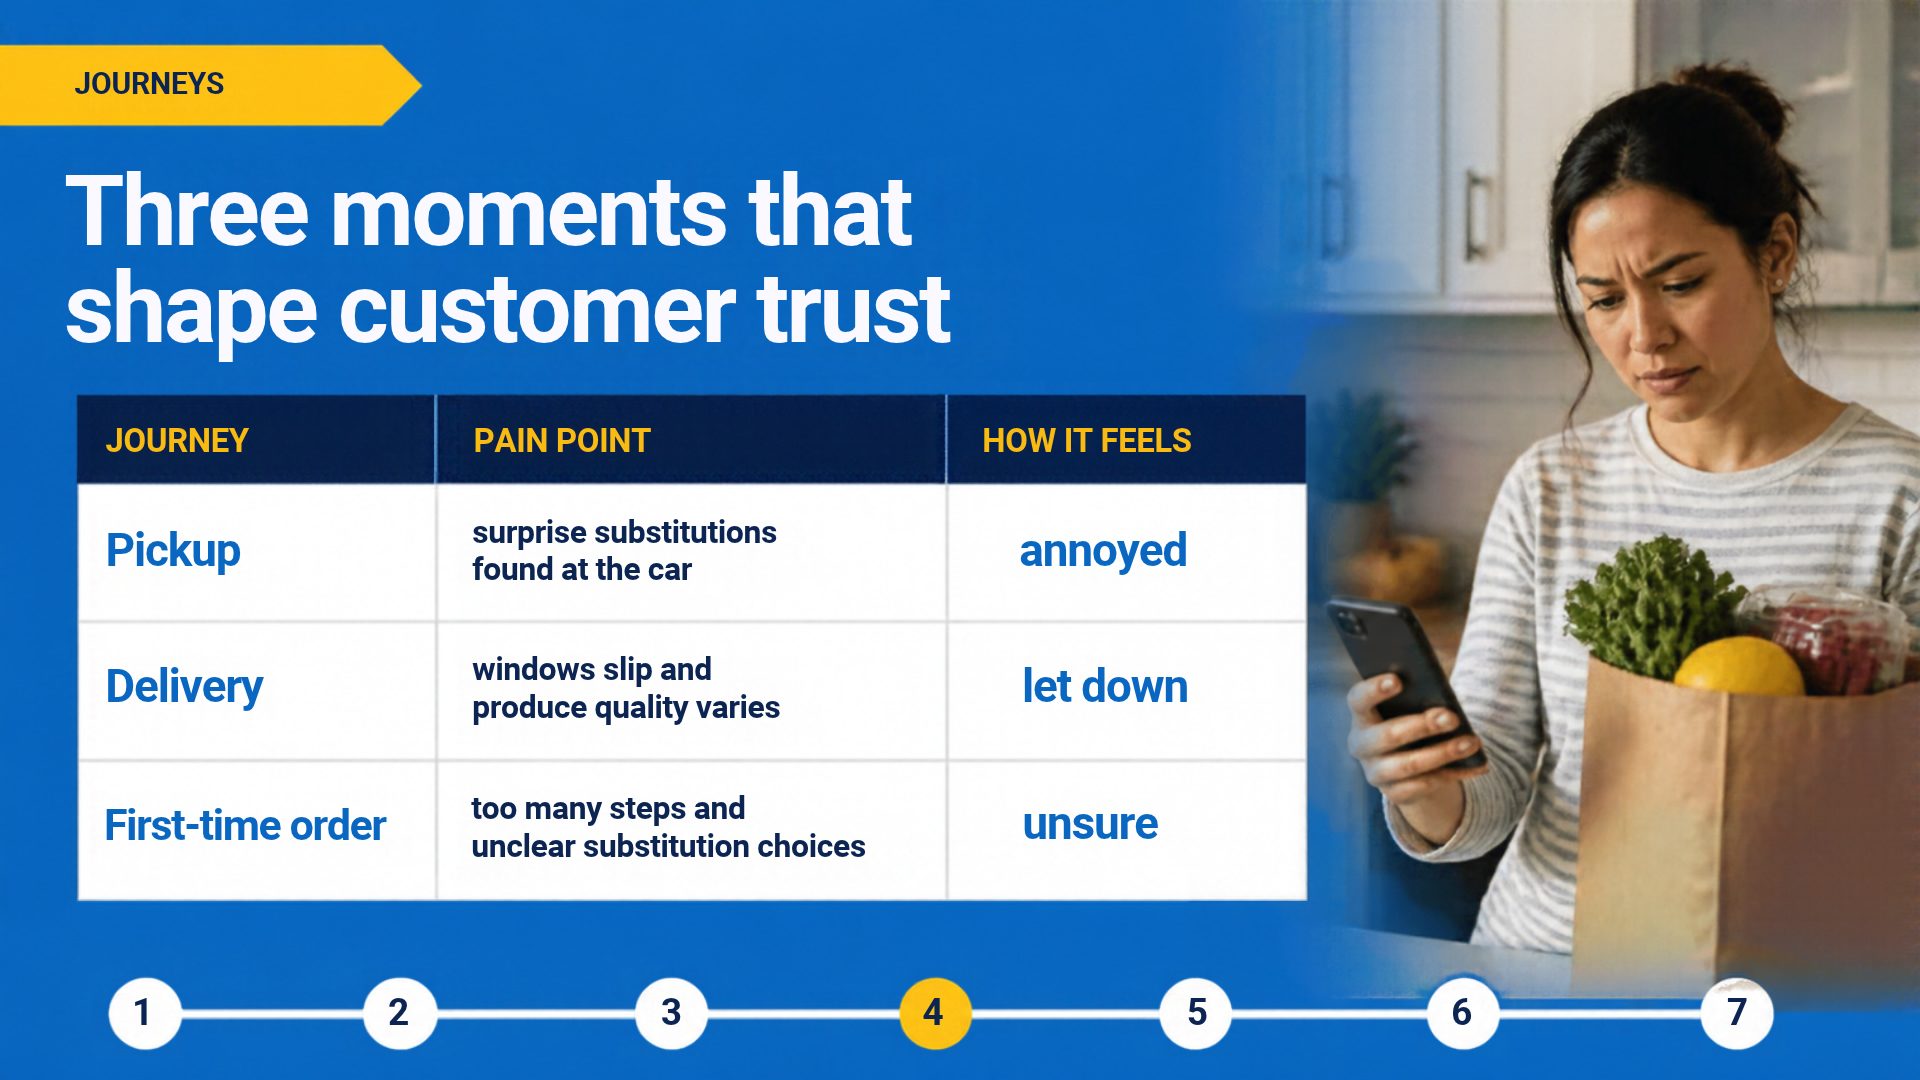 JOURNEYS
Three moments that
shape customer trust
JOURNEY PAIN POINT HOW IT FEELS
Pickup
surprise substitutions
found at the car
annoyed
Delivery
windows slip and
produce quality varies
let down
First-time order
too many steps and
unclear substitution choices
unsure
1 2 3 4 5 6 7